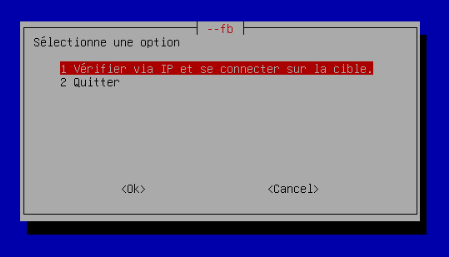 --fb
Sélectionne une option
1 Vérifier via IP et se connecter sur la cible.
2 Quitter
<Ok> <Cancel>